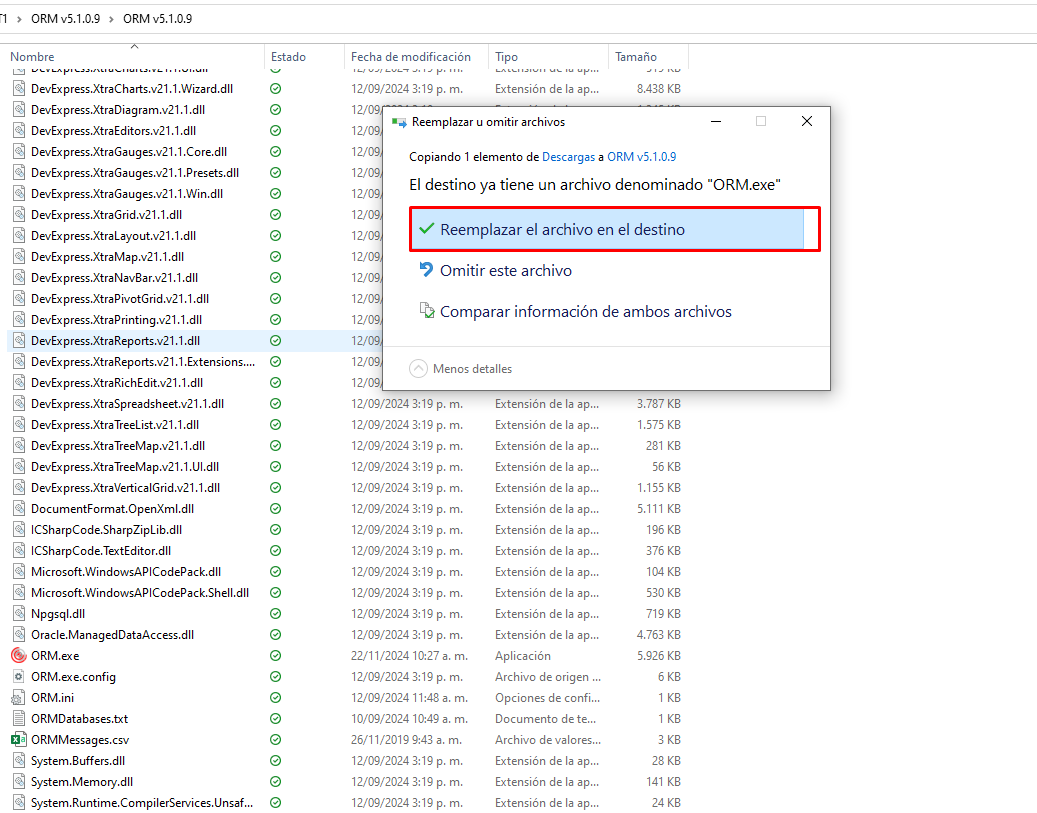 T1 > ORM v5.1.0.9 > ORM v5.1.0.9
Nombre Estado Fecha de modificación Tipo Tamaño
DevExpress.XtraCharts.v21.1.UI.dll 12/09/2024 3:19 p. m. Extensión de la ap... 319 KB
DevExpress.XtraCharts.v21.1.Wizard.dll 12/09/2024 3:19 p. m. Extensión de la ap... 8.438 KB
DevExpress.XtraDiagram.v21.1.dll 12/09/2024 3:19 p. m. Extensión de la ap...
DevExpress.XtraEditors.v21.1.dll 12/09/
DevExpress.XtraGauges.v21.1.Core.dll 12/09/
DevExpress.XtraGauges.v21.1.Presets.dll 12/09/
DevExpress.XtraGauges.v21.1.Win.dll 12/09/
DevExpress.XtraGrid.v21.1.dll 12/09/
DevExpress.XtraLayout.v21.1.dll 12/09/
DevExpress.XtraMap.v21.1.dll 12/09/
DevExpress.XtraNavBar.v21.1.dll 12/09/
DevExpress.XtraPivotGrid.v21.1.dll 12/09/
DevExpress.XtraPrinting.v21.1.dll 12/09/
DevExpress.XtraReports.v21.1.dll 12/09/
DevExpress.XtraReports.v21.1.Extensions.... 12/09/
DevExpress.XtraRichEdit.v21.1.dll 12/09/
Reemplazar u omitir archivos
Copiando 1 elemento de Descargas a ORM v5.1.0.9
El destino ya tiene un archivo denominado "ORM.exe"
Reemplazar el archivo en el destino
Omitir este archivo
Comparar información de ambos archivos
Menos detalles
DevExpress.XtraSpreadsheet.v21.1.dll 12/09/2024 3:19 p. m. Extensión de la ap... 3.787 KB
DevExpress.XtraTreeList.v21.1.dll 12/09/2024 3:19 p. m. Extensión de la ap... 1.575 KB
DevExpress.XtraTreeMap.v21.1.dll 12/09/2024 3:19 p. m. Extensión de la ap... 281 KB
DevExpress.XtraTreeMap.v21.1.UI.dll 12/09/2024 3:19 p. m. Extensión de la ap... 56 KB
DevExpress.XtraVerticalGrid.v21.1.dll 12/09/2024 3:19 p. m. Extensión de la ap... 1.155 KB
DocumentFormat.OpenXml.dll 12/09/2024 3:19 p. m. Extensión de la ap... 5.111 KB
ICSharpCode.SharpZipLib.dll 12/09/2024 3:19 p. m. Extensión de la ap... 196 KB
ICSharpCode.TextEditor.dll 12/09/2024 3:19 p. m. Extensión de la ap... 376 KB
Microsoft.WindowsAPICodePack.dll 12/09/2024 3:19 p. m. Extensión de la ap... 104 KB
Microsoft.WindowsAPICodePack.Shell.dll 12/09/2024 3:19 p. m. Extensión de la ap... 530 KB
Npgsql.dll 12/09/2024 3:19 p. m. Extensión de la ap... 719 KB
Oracle.ManagedDataAccess.dll 12/09/2024 3:19 p. m. Extensión de la ap... 4.763 KB
ORM.exe 22/11/2024 10:27 a. m. Aplicación 5.926 KB
ORM.exe.config 12/09/2024 3:19 p. m. Archivo de origen ... 6 KB
ORM.ini 12/09/2024 11:48 a. m. Opciones de confi... 1 KB
ORMDatabases.txt 10/09/2024 10:49 a. m. Documento de te... 1 KB
ORMMessages.csv 26/11/2019 9:43 a. m. Archivo de valores... 3 KB
System.Buffers.dll 12/09/2024 3:19 p. m. Extensión de la ap... 28 KB
System.Memory.dll 12/09/2024 3:19 p. m. Extensión de la ap... 141 KB
System.Runtime.CompilerServices.Unsaf... 12/09/2024 3:19 p. m. Extensión de la ap... 24 KB